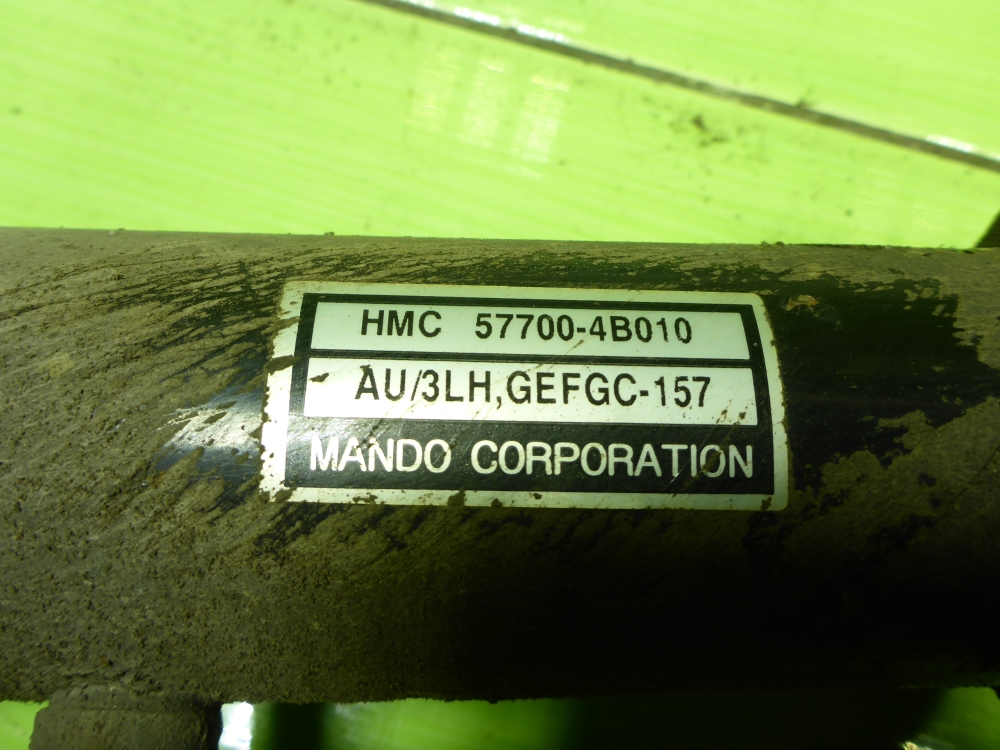 HMC 57700-4B010
AU/3LH,GEFGC-157
MANDO CORPORATION